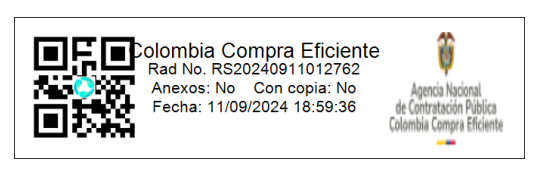 Colombia Compra Eficiente
Rad No. RS20240911012762
Anexos: No Con copia: No
Fecha: 11/09/2024 18:59:36
Agencia Nacional
de Contratación Pública
Colombia Compra Eficiente